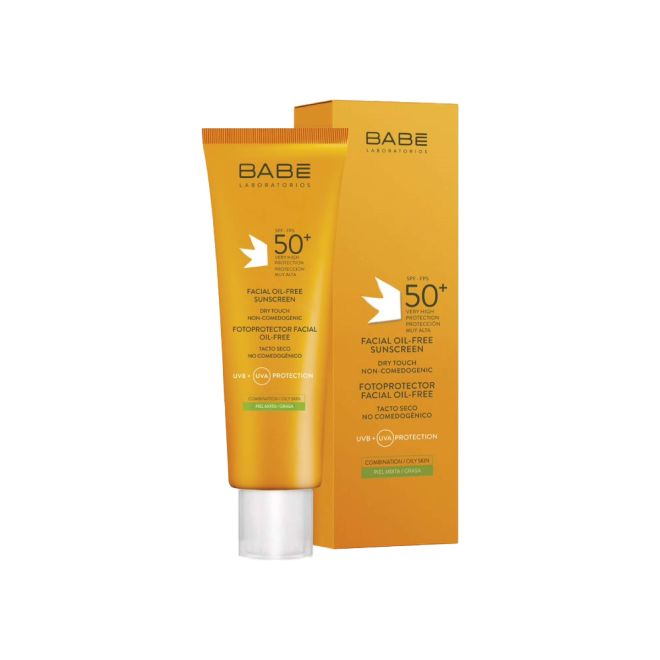 BABĒ
LABORATORIOS
SPF - FPS
50+
VERY HIGH
PROTECTION
PROTECCIÓN
MUY ALTA
FACIAL OIL-FREE
SUNSCREEN
DRY TOUCH
NON-COMEDOGENIC
FOTOPROTECTOR FACIAL
OIL-FREE
TACTO SECO
NO COMEDOGÉNICO
UVB + UVA PROTECTION
COMBINATION / OILY SKIN
PIEL MIXTA / GRASA
BABĒ
LABORATORIOS
SPF - FPS
50+
VERY HIGH
PROTECTION
PROTECCIÓN
MUY ALTA
FACIAL OIL-FREE
SUNSCREEN
DRY TOUCH
NON-COMEDOGENIC
FOTOPROTECTOR
FACIAL OIL-FREE
TACTO SECO
NO COMEDOGÉNICO
UVB + UVA PROTECTION
COMBINATION / OILY SKIN
PIEL MIXTA / GRASA